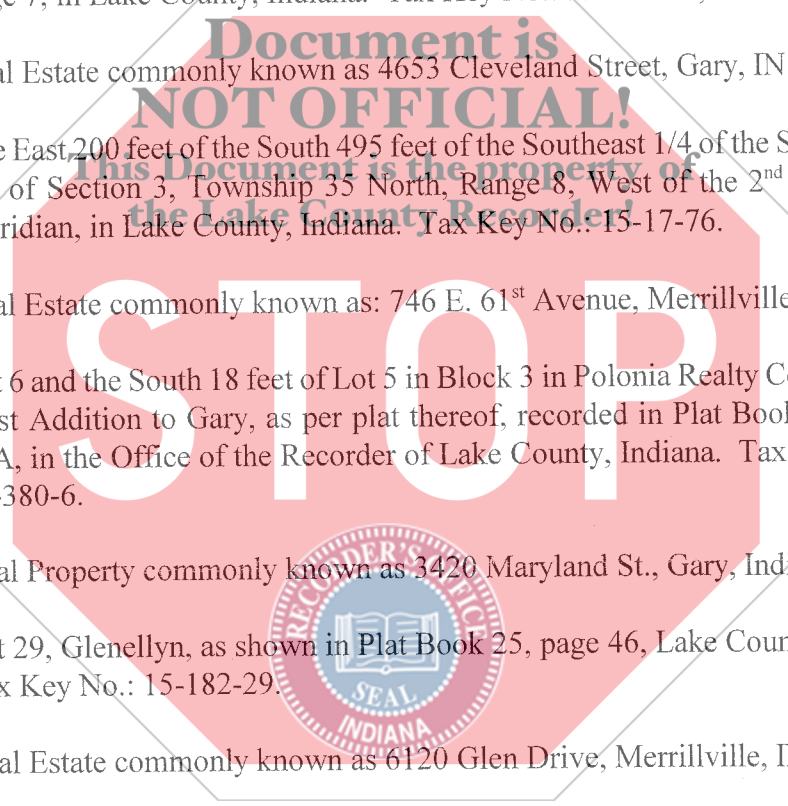 ge 7, in Lake County, Indiana. Tax Key
Document is
al Estate commonly known as 4653 Cleveland Street, Gary, IN
NOT OFFICIAL!
e East 200 feet of the South 495 feet of the Southeast 1/4 of the S
This Document is the property of
of Section 3, Township 35 North, Range 8, West of the 2nd
the Lake County Recorder!
ridian, in Lake County, Indiana. Tax Key No.: 15-17-76.
STOP
al Estate commonly known as: 746 E. 61st Avenue, Merrillville
t 6 and the South 18 feet of Lot 5 in Block 3 in Polonia Realty C
st Addition to Gary, as per plat thereof, recorded in Plat Book
A, in the Office of the Recorder of Lake County, Indiana. Tax
-380-6.
RECORDER'S OFFICE
al Property commonly known as 3420 Maryland St., Gary, Indi
t 29, Glenellyn, as shown in Plat Book 25, page 46, Lake Coun
x Key No.: 15-182-29.
SEAL
INDIANA
al Estate commonly known as 6120 Glen Drive, Merrillville, I